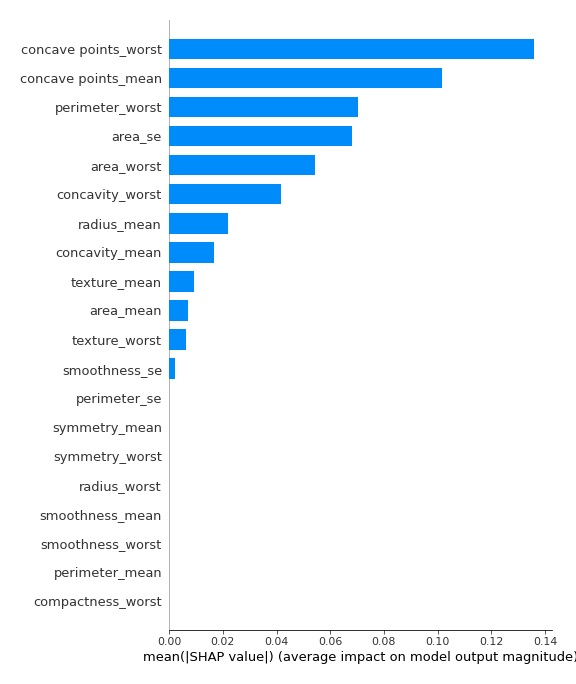 concave points_worst
concave points_mean
perimeter_worst
area_se
area_worst
concavity_worst
radius_mean
concavity_mean
texture_mean
area_mean
texture_worst
smoothness_se
perimeter_se
symmetry_mean
symmetry_worst
radius_worst
smoothness_mean
smoothness_worst
perimeter_mean
compactness_worst
0.00 0.02 0.04 0.06 0.08 0.10 0.12 0.14
mean(|SHAP value|) (average impact on model output magnitude)